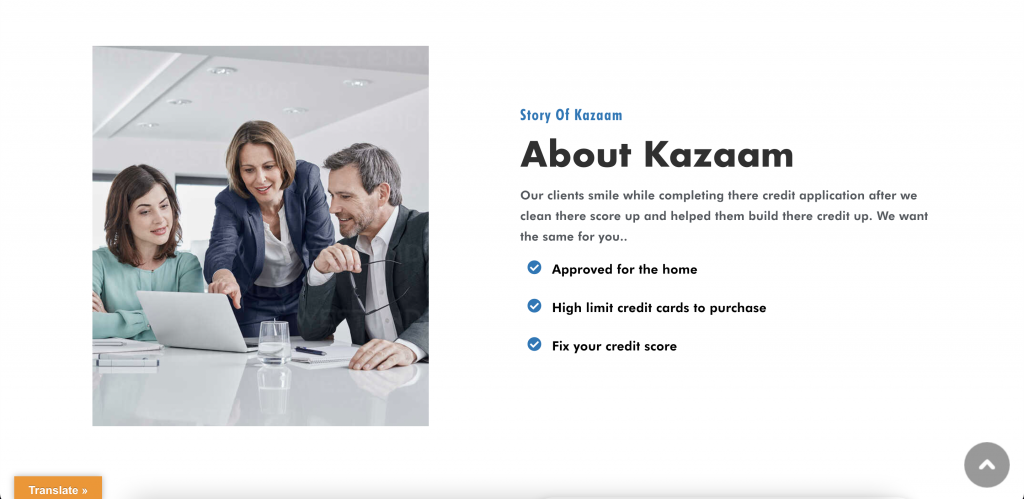 Story Of Kazaam
About Kazaam
Our clients smile while completing there credit application after we
clean there score up and helped them build there credit up. We want
the same for you..
Approved for the home
High limit credit cards to purchase
Fix your credit score
Translate »